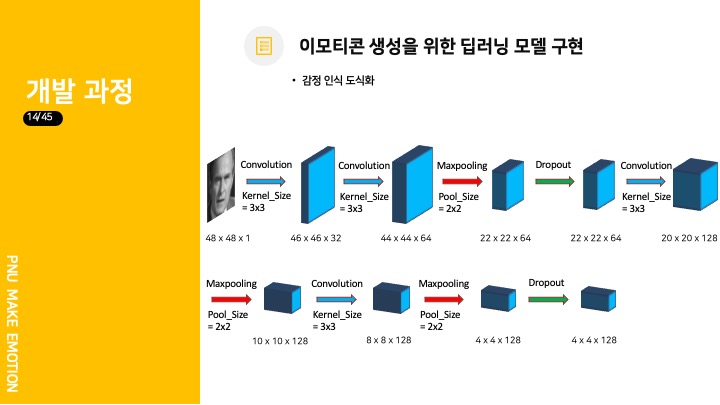 이모티콘 생성을 위한 딥러닝 모델 구현
• 감정 인식 도식화
개발 과정
14/45
Convolution
Kernel_Size
= 3x3
Convolution
Kernel_Size
= 3x3
Maxpooling
Pool_Size
= 2x2
Dropout
Convolution
Kernel_Size
= 3x3
48 x 48 x 1
46 x 46 x 32
44 x 44 x 64
22 x 22 x 64
22 x 22 x 64
20 x 20 x 128
Maxpooling
Pool_Size
= 2x2
Convolution
Kernel_Size
= 3x3
Maxpooling
Pool_Size
= 2x2
Dropout
10 x 10 x 128
8 x 8 x 128
4 x 4 x 128
4 x 4 x 128
PNU MAKE EMOTION